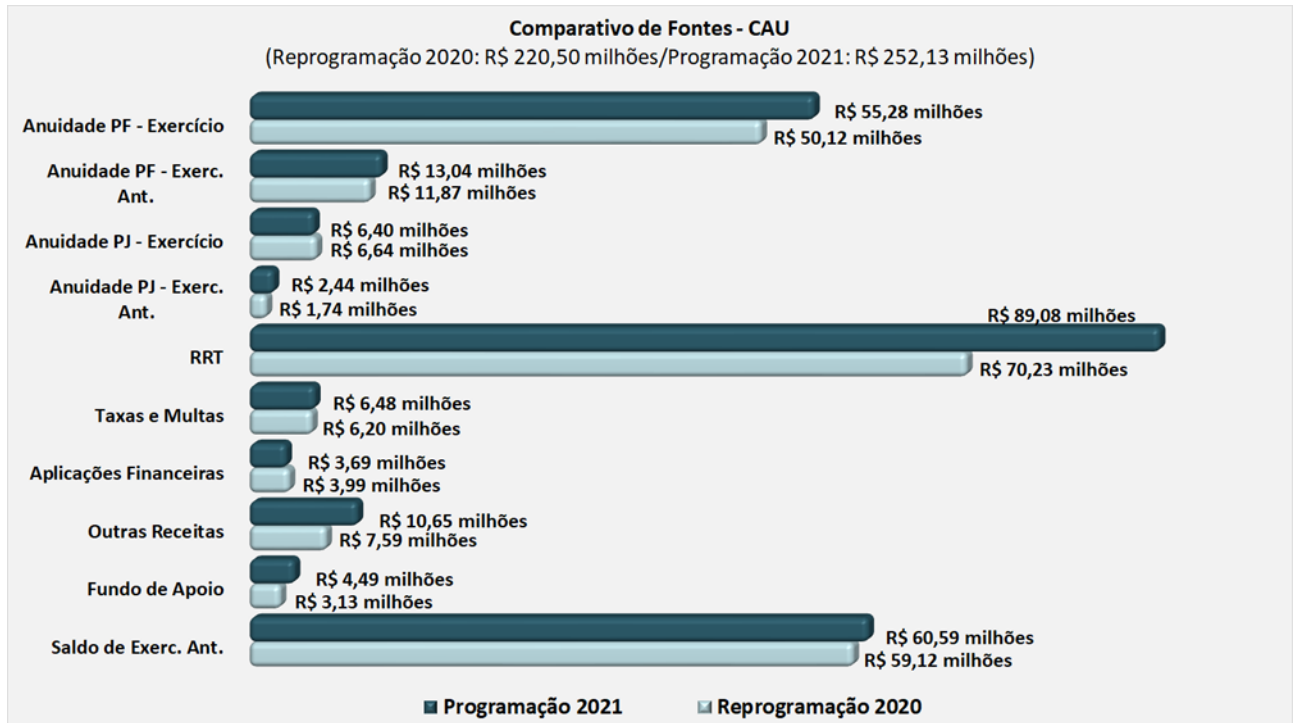 Comparativo de Fontes - CAU
(Reprogramação 2020: R$ 220,50 milhões/Programação 2021: R$ 252,13 milhões)
Anuidade PF - Exercício
R$ 55,28 milhões
R$ 50,12 milhões
Anuidade PF - Exerc.
Ant.
R$ 13,04 milhões
R$ 11,87 milhões
Anuidade PJ - Exercício
R$ 6,40 milhões
R$ 6,64 milhões
Anuidade PJ - Exerc.
Ant.
R$ 2,44 milhões
R$ 1,74 milhões
RRT
R$ 89,08 milhões
R$ 70,23 milhões
Taxas e Multas
R$ 6,48 milhões
R$ 6,20 milhões
Aplicações Financeiras
R$ 3,69 milhões
R$ 3,99 milhões
Outras Receitas
R$ 10,65 milhões
R$ 7,59 milhões
Fundo de Apoio
R$ 4,49 milhões
R$ 3,13 milhões
Saldo de Exerc. Ant.
R$ 60,59 milhões
R$ 59,12 milhões
Programação 2021
Reprogramação 2020